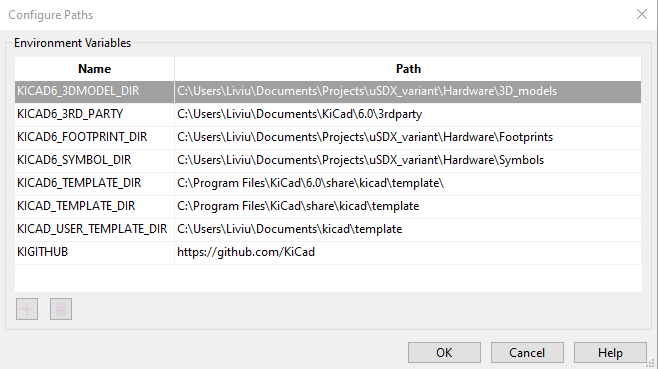 Configure Paths
Environment Variables
Name Path
KICAD6_3DMODEL_DIR C:\Users\Liviu\Documents\Projects\uSDX_variant\Hardware\3D_models
KICAD6_3RD_PARTY C:\Users\Liviu\Documents\KiCad\6.0\3rdparty
KICAD6_FOOTPRINT_DIR C:\Users\Liviu\Documents\Projects\uSDX_variant\Hardware\Footprints
KICAD6_SYMBOL_DIR C:\Users\Liviu\Documents\Projects\uSDX_variant\Hardware\Symbols
KICAD6_TEMPLATE_DIR C:\Program Files\KiCad\6.0\share\kicad\template\
KICAD_TEMPLATE_DIR C:\Program Files\KiCad\share\kicad\template
KICAD_USER_TEMPLATE_DIR C:\Users\Liviu\Documents\kicad\template
KIGITHUB https://github.com/KiCad
OK Cancel Help